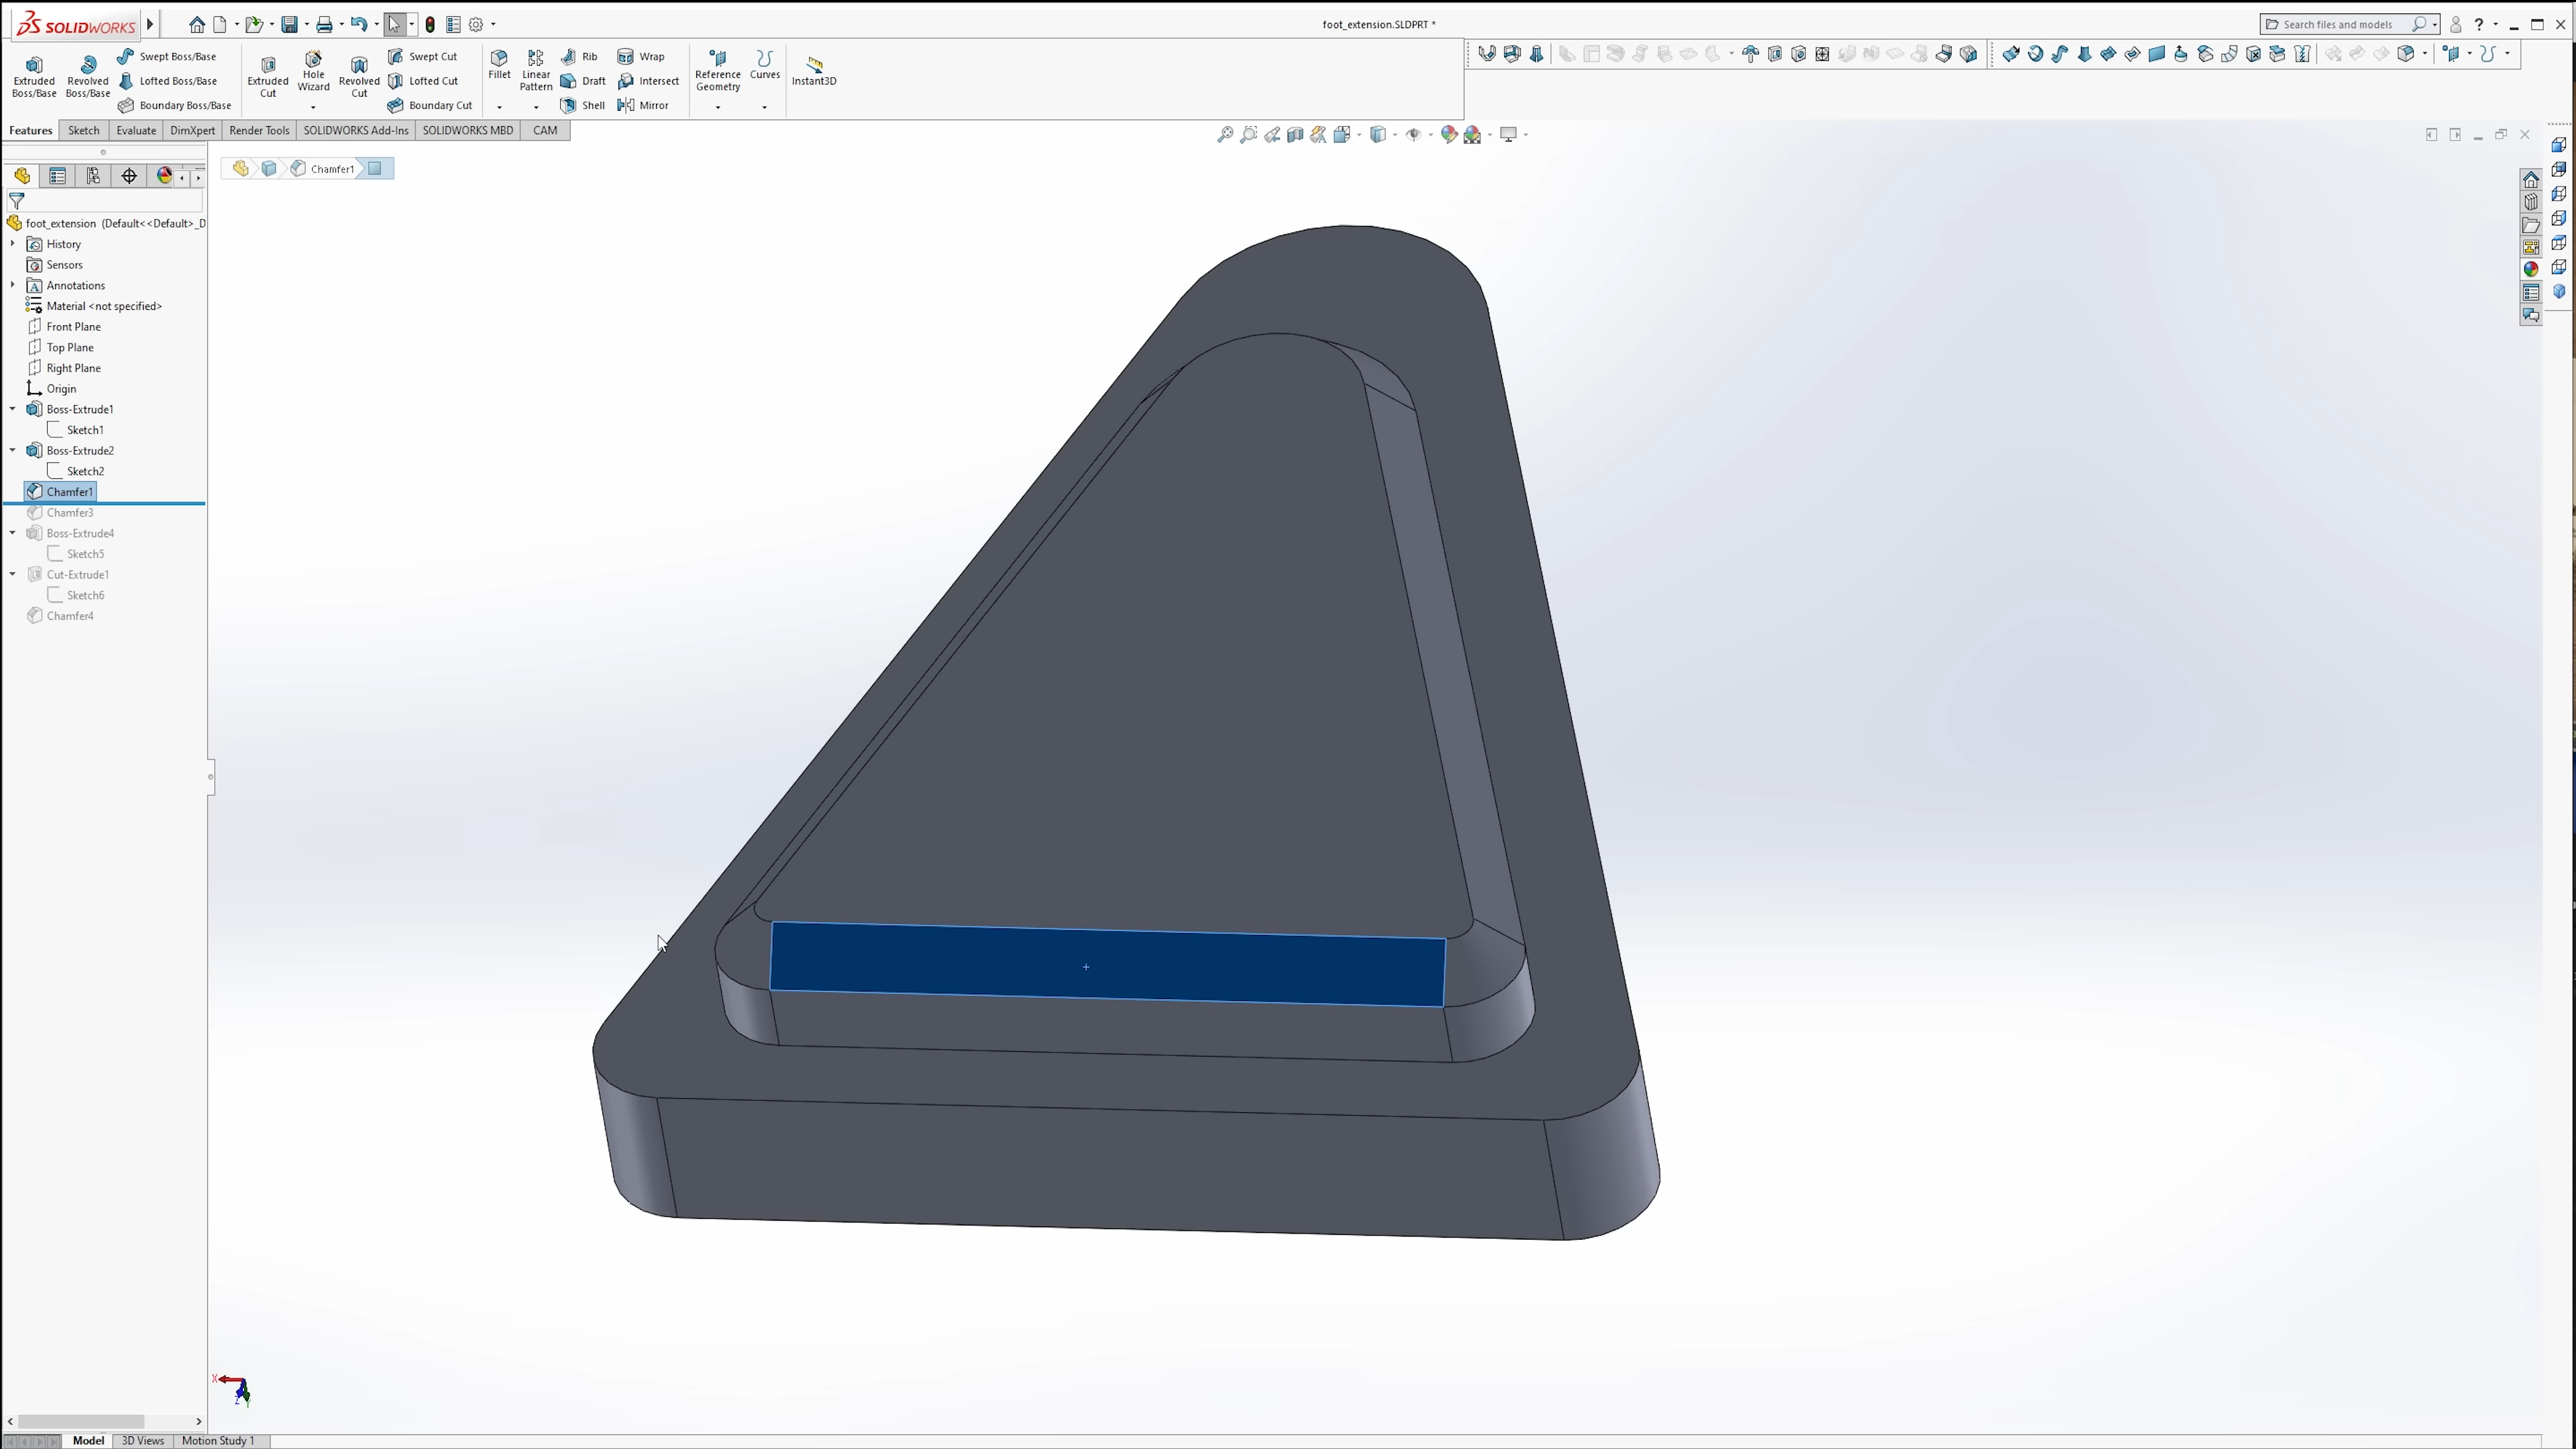 SOLIDWORKS
foot_extension.SLDPRT *
Search files and models
?
Extruded Boss/Base
Revolved Boss/Base
Swept Boss/Base
Lofted Boss/Base
Boundary Boss/Base
Extruded Cut
Hole Wizard
Revolved Cut
Swept Cut
Lofted Cut
Boundary Cut
Fillet
Linear Pattern
Rib
Draft
Shell
Wrap
Intersect
Mirror
Reference Geometry
Curves
Instant3D
Features
Sketch
Evaluate
DimXpert
Render Tools
SOLIDWORKS Add-Ins
SOLIDWORKS MBD
CAM
Chamfer1
foot_extension (Default<<Default>_D
History
Sensors
Annotations
Material <not specified>
Front Plane
Top Plane
Right Plane
Origin
Boss-Extrude1
Sketch1
Boss-Extrude2
Sketch2
Chamfer1
Chamfer3
Boss-Extrude4
Sketch5
Cut-Extrude1
Sketch6
Chamfer4
X
Z
Model
3D Views
Motion Study 1